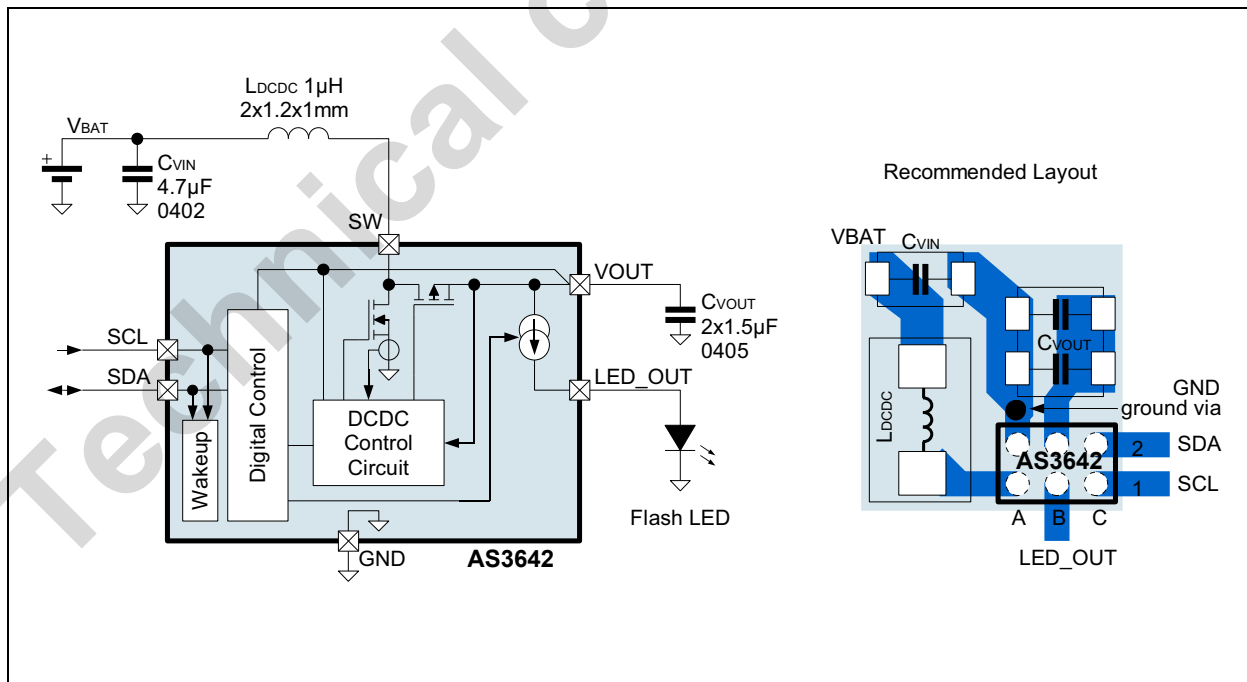 Technical c
LDCDC 1µH
2x1.2x1mm
VBAT
+
CVIN
4.7µF
0402
SW
VOUT
CVOUT
2x1.5µF
0405
SCL
SDA
LED_OUT
Wakeup
Digital Control
DCDC
Control
Circuit
Flash LED
GND
AS3642
Recommended Layout
VBAT
CVIN
CVOUT
GND
ground via
LDCDC
AS3642
2
SDA
1
SCL
A
B
C
LED_OUT